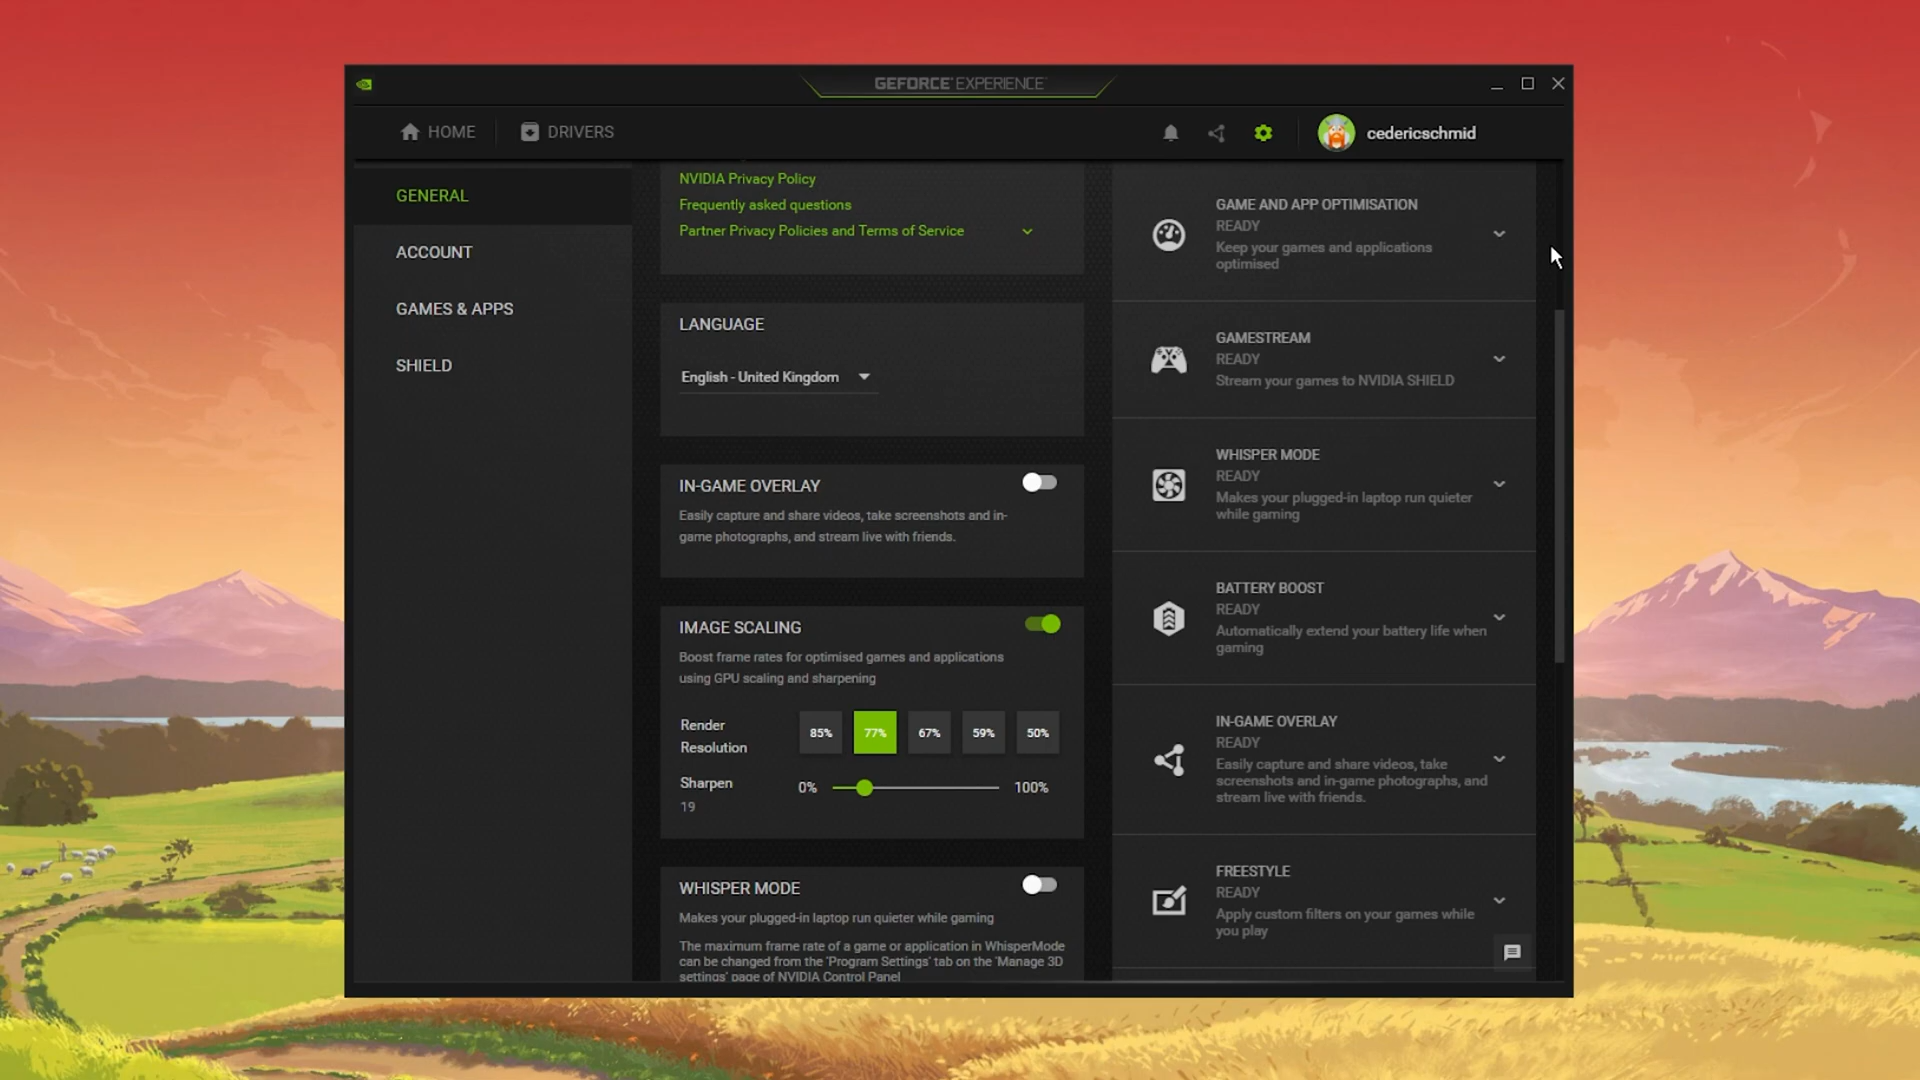 GEFORCE EXPERIENCE
HOME
DRIVERS
cedericschmid
GENERAL
ACCOUNT
GAMES & APPS
SHIELD
NVIDIA Privacy Policy
Frequently asked questions
Partner Privacy Policies and Terms of Service
LANGUAGE
English - United Kingdom
IN-GAME OVERLAY
Easily capture and share videos, take screenshots and in-
game photographs, and stream live with friends.
IMAGE SCALING
Boost frame rates for optimised games and applications
using GPU scaling and sharpening
Render
Resolution
85%
77%
67%
59%
50%
Sharpen
19
0%
100%
WHISPER MODE
Makes your plugged-in laptop run quieter while gaming
The maximum frame rate of a game or application in WhisperMode
can be changed from the 'Program Settings' tab on the 'Manage 3D
settings' page of NVIDIA Control Panel
GAME AND APP OPTIMISATION
READY
Keep your games and applications
optimised
GAMESTREAM
READY
Stream your games to NVIDIA SHIELD
WHISPER MODE
READY
Makes your plugged-in laptop run quieter
while gaming
BATTERY BOOST
READY
Automatically extend your battery life when
gaming
IN-GAME OVERLAY
READY
Easily capture and share videos, take
screenshots and in-game photographs, and
stream live with friends.
FREESTYLE
READY
Apply custom filters on your games while
you play